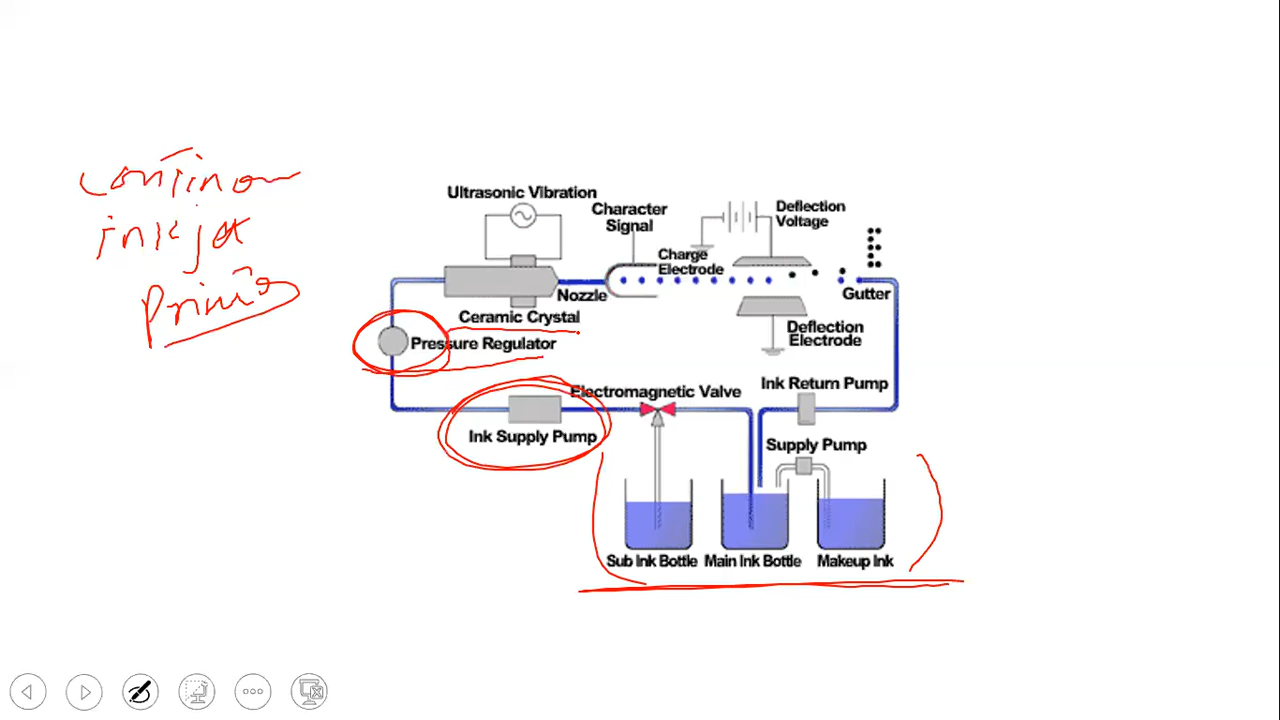 continou
inkjet
Printing
Ultrasonic Vibration
Character
Signal
Deflection
Voltage
Charge
Electrode
Nozzle
Gutter
Ceramic Crystal
Deflection
Electrode
Pressure Regulator
Electromagnetic Valve
Ink Return Pump
Ink Supply Pump
Supply Pump
Sub Ink Bottle
Main Ink Bottle
Makeup Ink